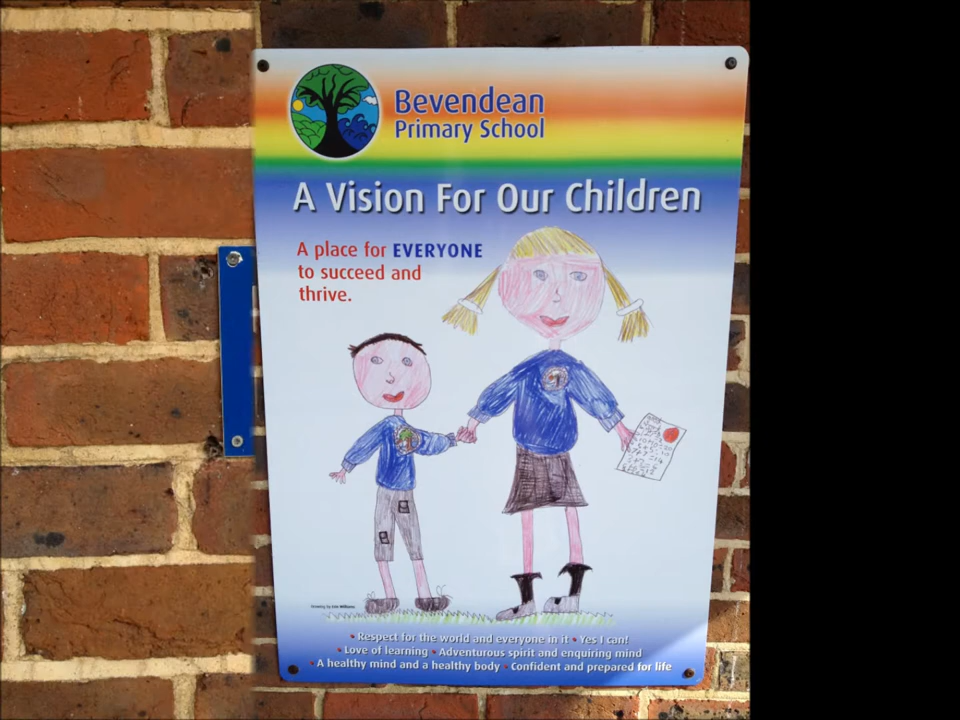 Bevendean
Primary School
A Vision For Our Children
A place for EVERYONE
to succeed and
thrive.
• Respect for the world and everyone in it • Yes I can!
• Love of learning • Adventurous spirit and enquiring mind
• A healthy mind and a healthy body • Confident and prepared for life